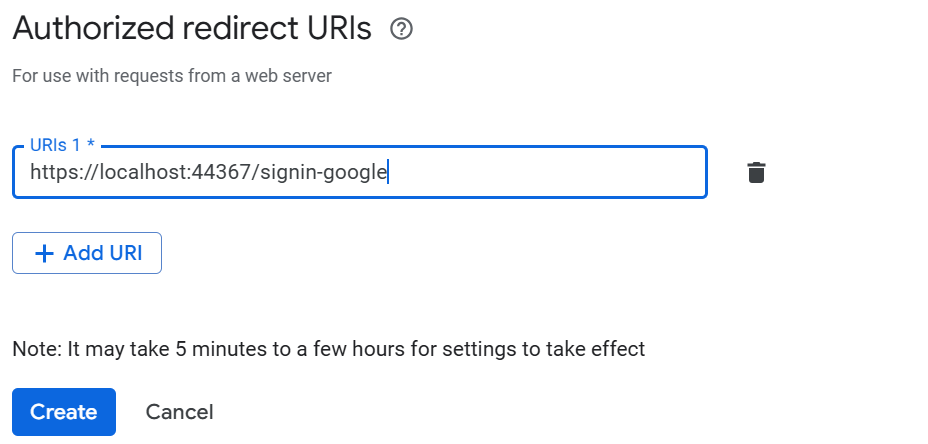 Authorized redirect URIs
For use with requests from a web server
URIs 1 *
https://localhost:44367/signin-google
+ Add URI
Note: It may take 5 minutes to a few hours for settings to take effect
Create Cancel